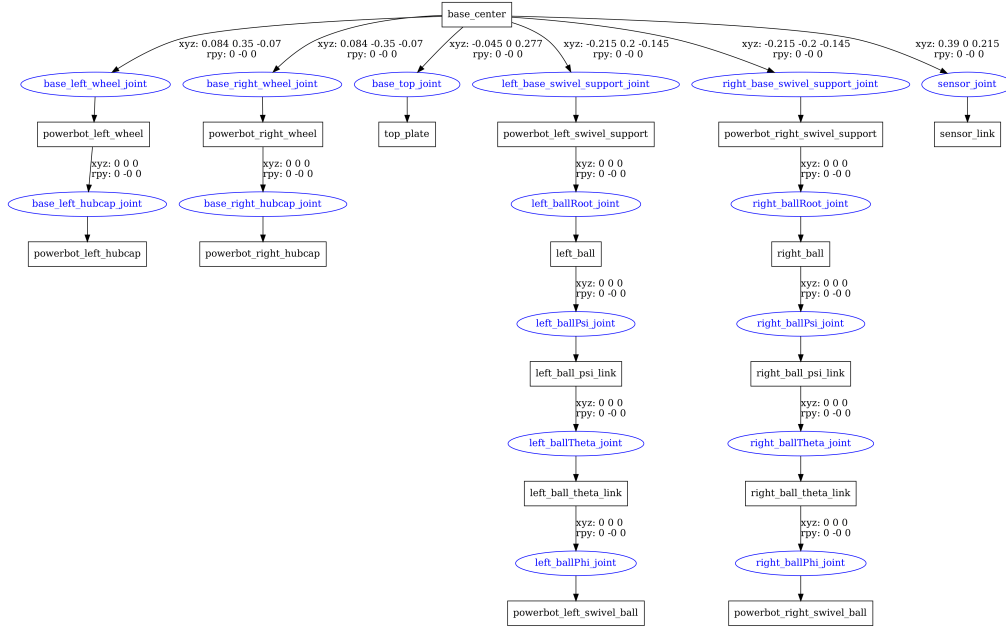 base_center
xyz: 0.084 0.35 -0.07
rpy: 0 -0 0
xyz: 0.084 -0.35 -0.07
rpy: 0 -0 0
xyz: -0.045 0 0.277
rpy: 0 -0 0
xyz: -0.215 0.2 -0.145
rpy: 0 -0 0
xyz: -0.215 -0.2 -0.145
rpy: 0 -0 0
xyz: 0.39 0 0.215
rpy: 0 -0 0
base_left_wheel_joint
base_right_wheel_joint
base_top_joint
left_base_swivel_support_joint
right_base_swivel_support_joint
sensor_joint
powerbot_left_wheel
powerbot_right_wheel
top_plate
powerbot_left_swivel_support
powerbot_right_swivel_support
sensor_link
xyz: 0 0 0
rpy: 0 -0 0
xyz: 0 0 0
rpy: 0 -0 0
xyz: 0 0 0
rpy: 0 -0 0
xyz: 0 0 0
rpy: 0 -0 0
base_left_hubcap_joint
base_right_hubcap_joint
left_ballRoot_joint
right_ballRoot_joint
powerbot_left_hubcap
powerbot_right_hubcap
left_ball
right_ball
xyz: 0 0 0
rpy: 0 -0 0
xyz: 0 0 0
rpy: 0 -0 0
left_ballPsi_joint
right_ballPsi_joint
left_ball_psi_link
right_ball_psi_link
xyz: 0 0 0
rpy: 0 -0 0
xyz: 0 0 0
rpy: 0 -0 0
left_ballTheta_joint
right_ballTheta_joint
left_ball_theta_link
right_ball_theta_link
xyz: 0 0 0
rpy: 0 -0 0
xyz: 0 0 0
rpy: 0 -0 0
left_ballPhi_joint
right_ballPhi_joint
powerbot_left_swivel_ball
powerbot_right_swivel_ball